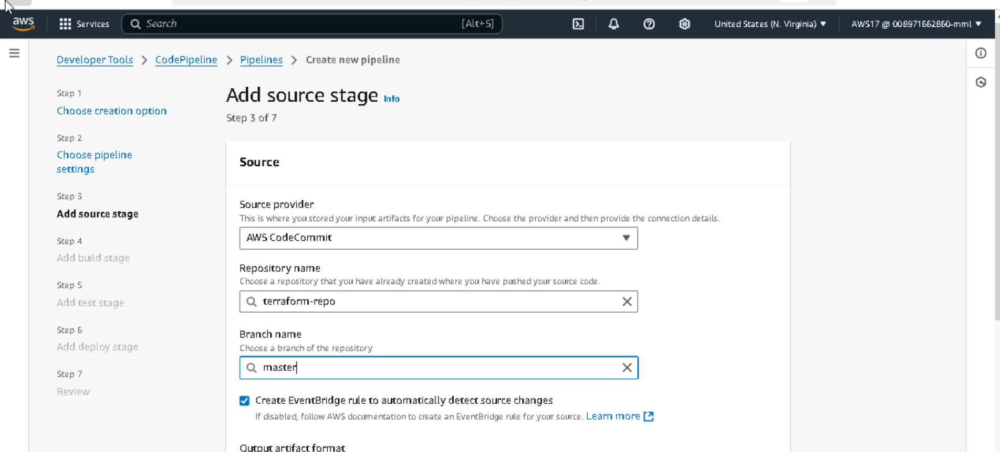 aws
Services
Search
[Alt+S]
United States (N. Virginia)
AWS17 @ 008971662860-mml
Developer Tools
CodePipeline
Pipelines
Create new pipeline
Step 1
Choose creation option
Step 2
Choose pipeline
settings
Step 3
Add source stage
Step 4
Add build stage
Step 5
Add test stage
Step 6
Add deploy stage
Step 7
Review
Add source stage Info
Step 3 of 7
Source
Source provider
This is where you stored your input artifacts for your pipeline. Choose the provider and then provide the connection details.
AWS CodeCommit
Repository name
Choose a repository that you have already created where you have pushed your source code.
terraform-repo
Branch name
Choose a branch of the repository
master
Create EventBridge rule to automatically detect source changes
If disabled, follow AWS documentation to create an EventBridge rule for your source. Learn more
Output artifact format